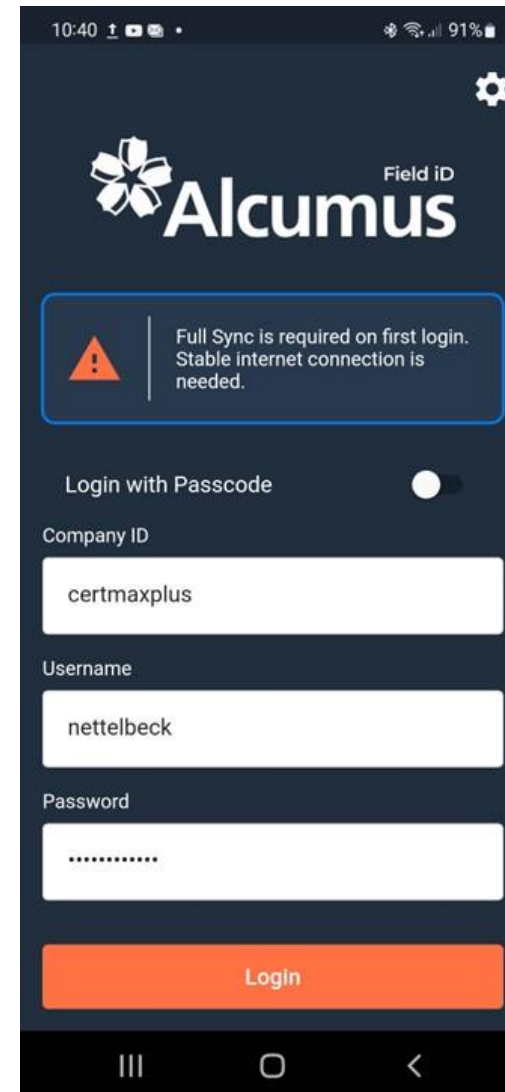 10:40
91%
Field iD
Alcumus
Full Sync is required on first login.
Stable internet connection is
needed.
Login with Passcode
Company ID
certmaxplus
Username
nettelbeck
Password
••••••••••••
Login